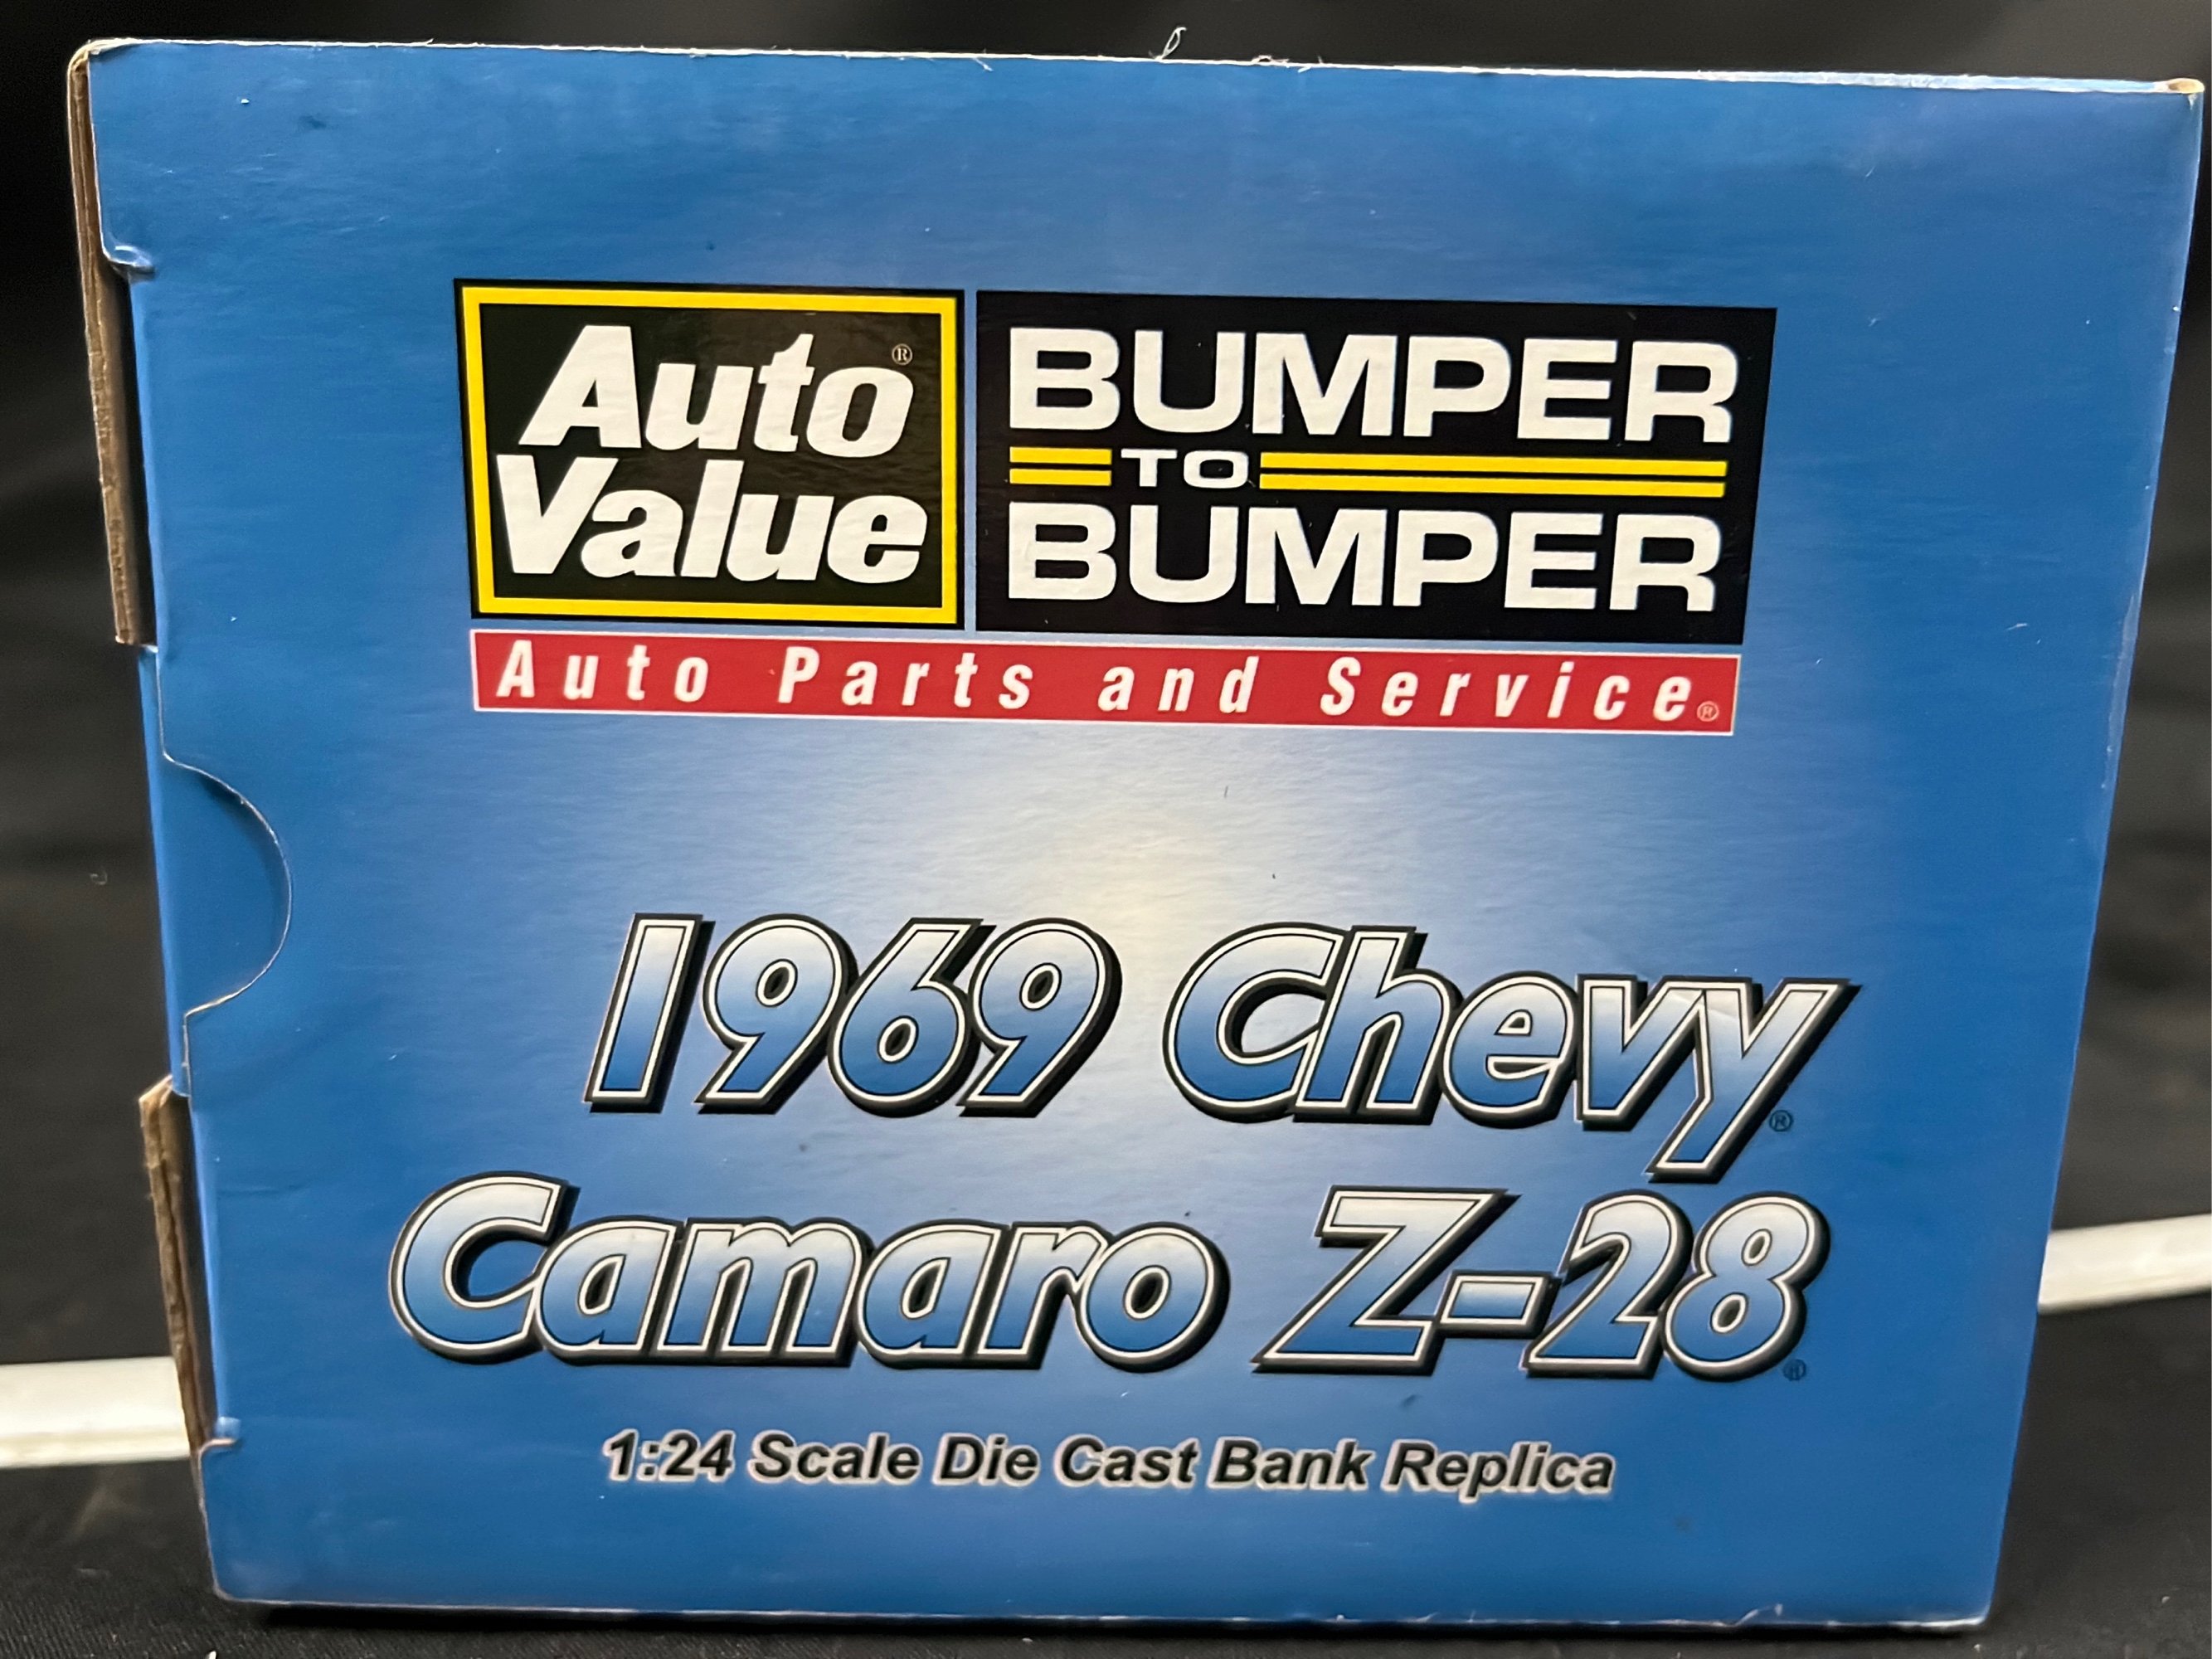 Auto®
Value
BUMPER
TO
BUMPER
Auto Parts and Service®
1969 Chevy®
Camaro Z-28®
1:24 Scale Die Cast Bank Replica